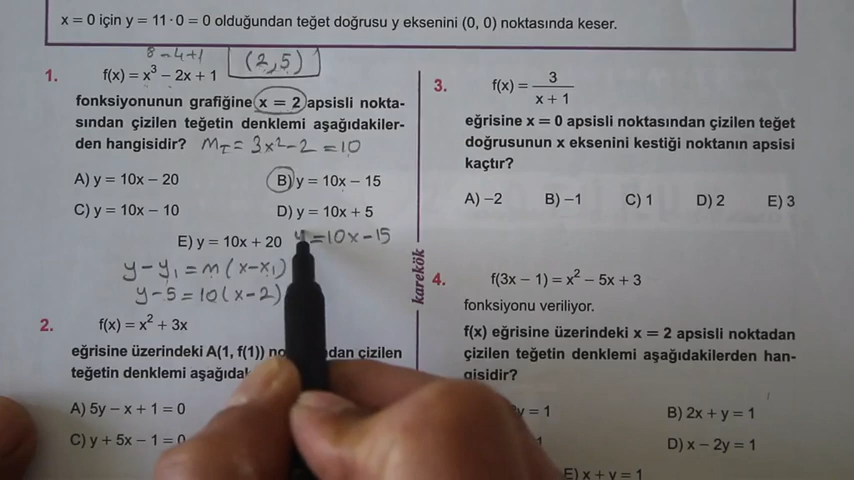 x = 0 için y = 11·0 = 0 olduğundan teğet doğrusu y eksenini (0, 0) noktasında keser.
8 - 4 + 1
(2,5)
1. f(x) = x³ − 2x + 1
fonksiyonunun grafiğine x = 2 apsisli nokta-
sından çizilen teğetin denklemi aşağıdakiler-
den hangisidir? m_T = 3x² - 2 = 10
A) y = 10x − 20 B) y = 10x − 15
C) y = 10x − 10 D) y = 10x + 5
E) y = 10x + 20 y = 10x - 15
y - y₁ = m (x - x₁)
y - 5 = 10 (x - 2)
2. f(x) = x² + 3x
eğrisine üzerindeki A(1, f(1)) çizilen
teğetin denklemi
A) 5y − x + 1 = 0
C) y + 5x − 1 = 0
karekök
3. f(x) = 3 / (x + 1)
eğrisine x = 0 apsisli noktasından çizilen teğet
doğrusunun x eksenini kestiği noktanın apsisi
kaçtır?
A) −2 B) −1 C) 1 D) 2 E) 3
4. f(3x − 1) = x² − 5x + 3
fonksiyonu veriliyor.
f(x) eğrisine üzerindeki x = 2 apsisli noktadan
çizilen teğetin denklemi aşağıdakilerden han-
gisidir?
y = 1 B) 2x + y = 1
D) x − 2y = 1
E) x + y = 1